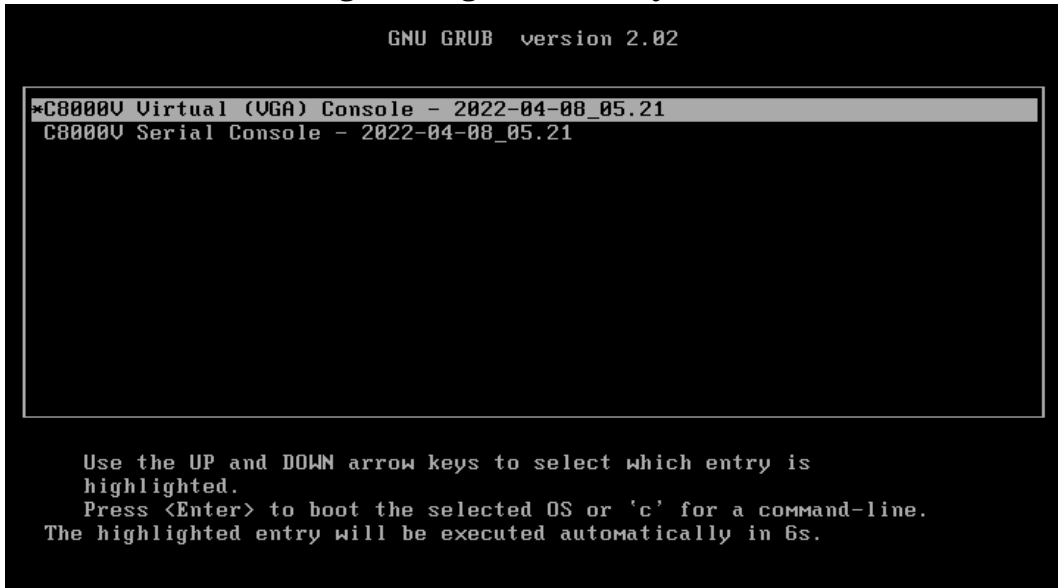 GNU GRUB version 2.02
*C8000V Virtual (VGA) Console - 2022-04-08_05.21
C8000V Serial Console - 2022-04-08_05.21
Use the UP and DOWN arrow keys to select which entry is
highlighted.
Press <Enter> to boot the selected OS or 'c' for a command-line.
The highlighted entry will be executed automatically in 6s.